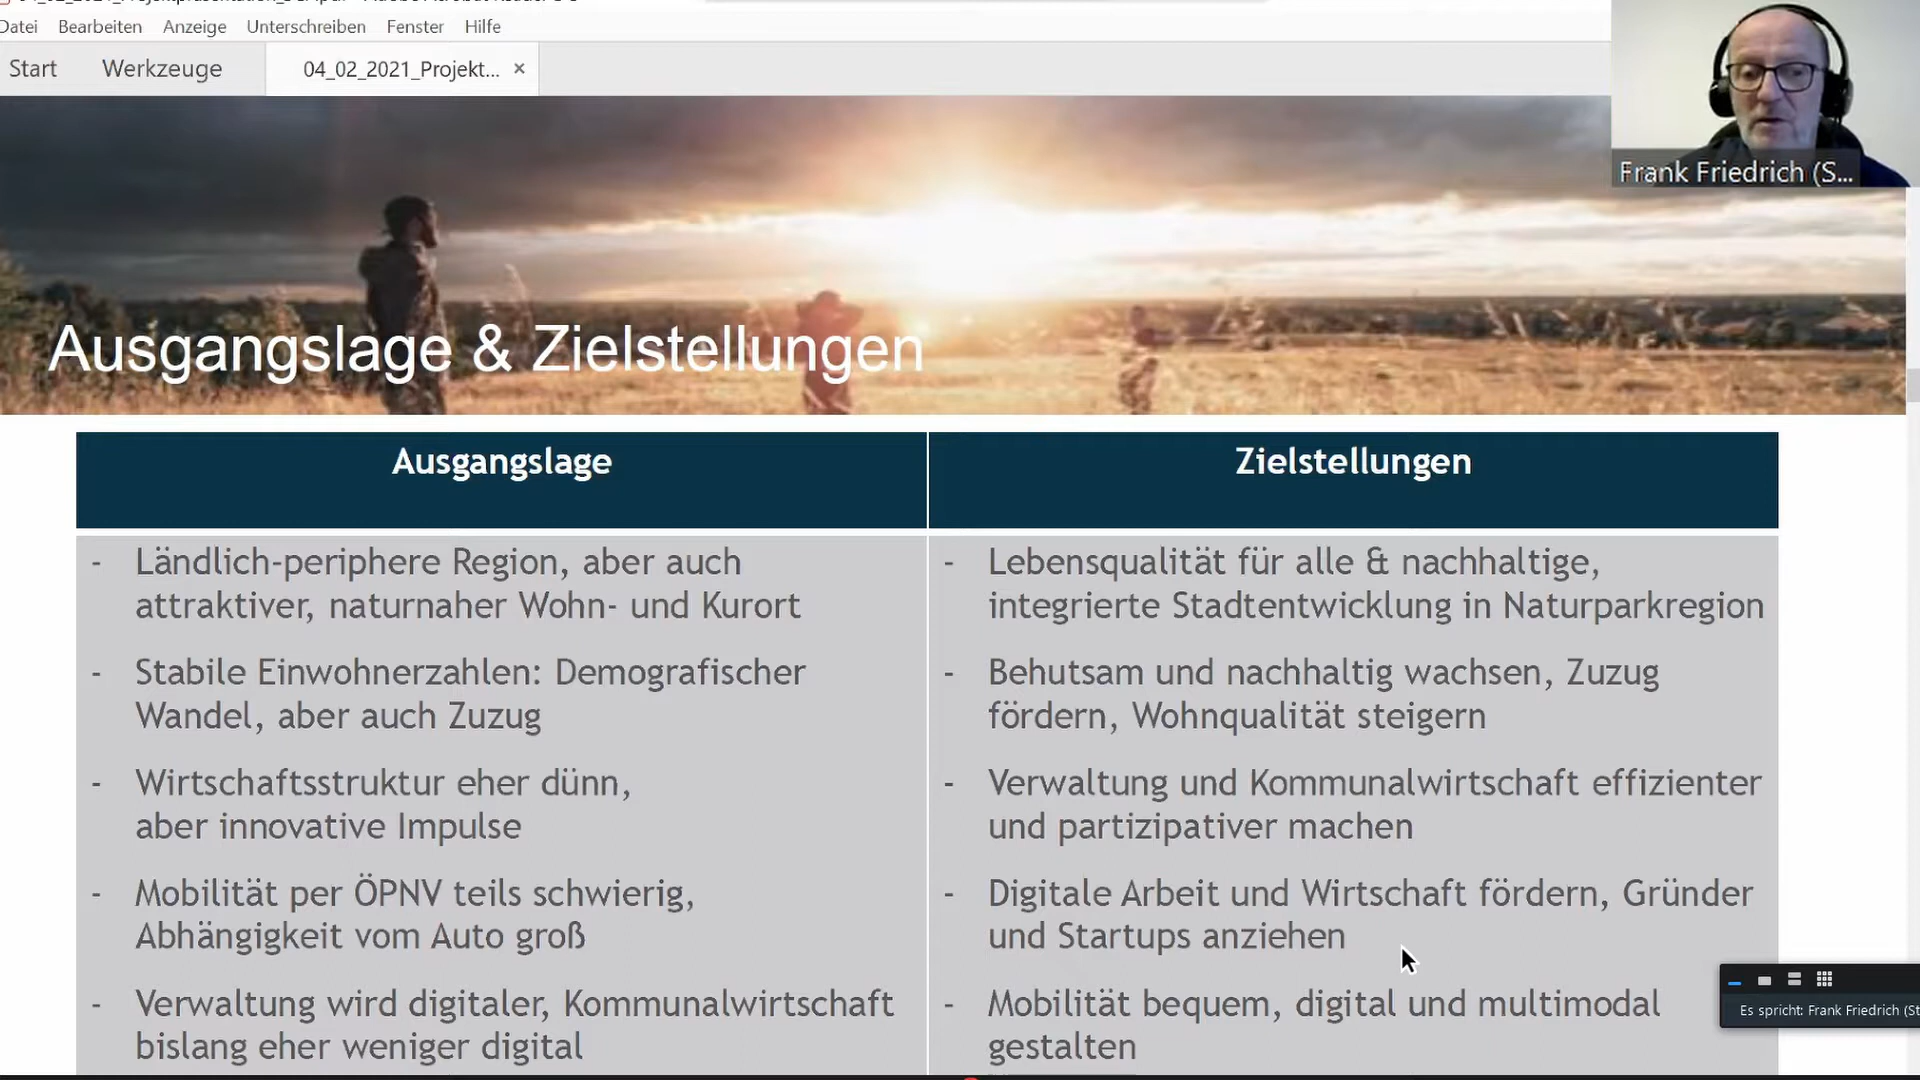 Datei Bearbeiten Anzeige Unterschreiben Fenster Hilfe
Start Werkzeuge 04_02_2021_Projekt... ×
Frank Friedrich (S...
Ausgangslage & Zielstellungen
Ausgangslage
- Ländlich-periphere Region, aber auch
attraktiver, naturnaher Wohn- und Kurort
- Stabile Einwohnerzahlen: Demografischer
Wandel, aber auch Zuzug
- Wirtschaftsstruktur eher dünn,
aber innovative Impulse
- Mobilität per ÖPNV teils schwierig,
Abhängigkeit vom Auto groß
- Verwaltung wird digitaler, Kommunalwirtschaft
bislang eher weniger digital
Zielstellungen
- Lebensqualität für alle & nachhaltige,
integrierte Stadtentwicklung in Naturparkregion
- Behutsam und nachhaltig wachsen, Zuzug
fördern, Wohnqualität steigern
- Verwaltung und Kommunalwirtschaft effizienter
und partizipativer machen
- Digitale Arbeit und Wirtschaft fördern, Gründer
und Startups anziehen
- Mobilität bequem, digital und multimodal
gestalten
Es spricht: Frank Friedrich (St